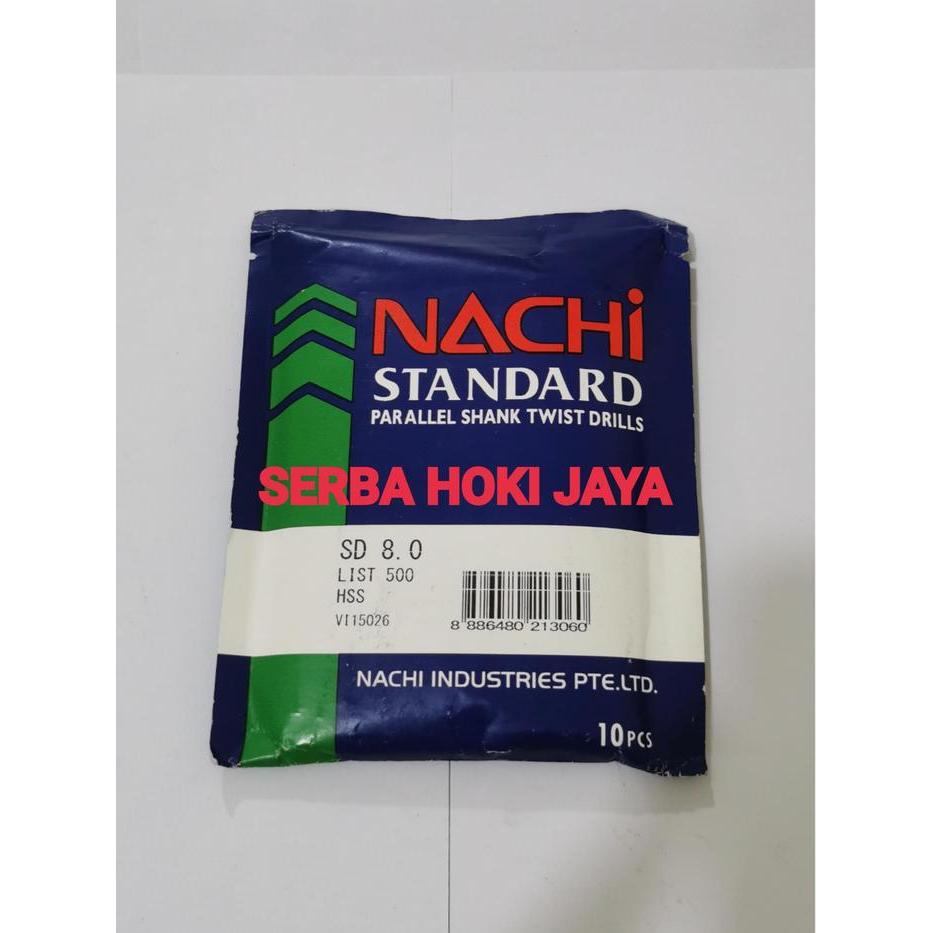 NACHi
STANDARD
PARALLEL SHANK TWIST DRILLS
SERBA HOKI JAYA
SD 8.0
LIST 500
HSS
VI15026
8 886480 213060
NACHI INDUSTRIES PTE.LTD.
10PCS